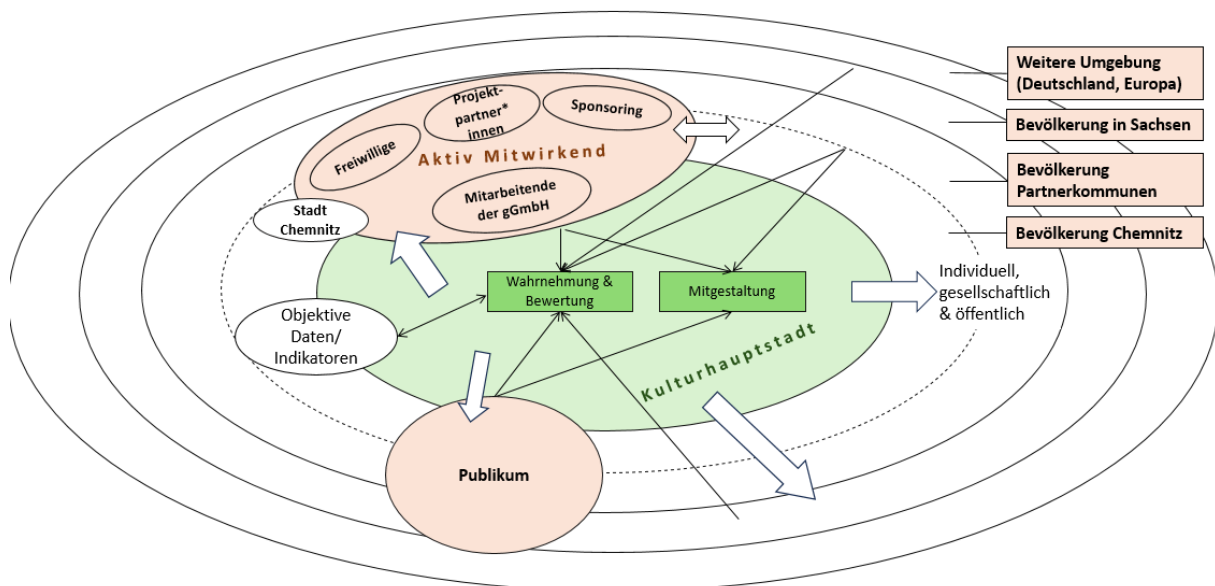 Weitere Umgebung
(Deutschland, Europa)
Bevölkerung in Sachsen
Bevölkerung
Partnerkommunen
Bevölkerung Chemnitz
Projekt-
partner*
innen
Sponsoring
Freiwillige
Aktiv Mitwirkend
Mitarbeitende
der gGmbH
Stadt
Chemnitz
Wahrnehmung &
Bewertung
Mitgestaltung
Individuell,
gesellschaftlich
& öffentlich
Objektive
Daten/
Indikatoren
Kulturhauptstadt
Publikum